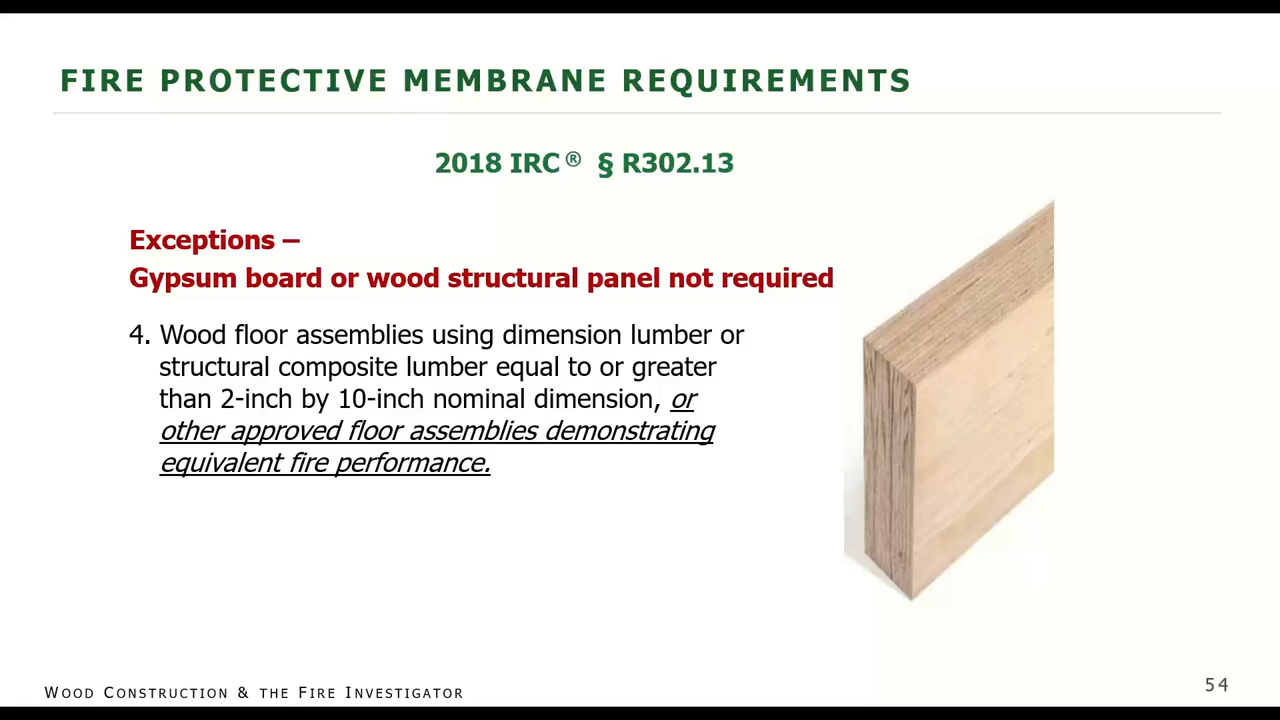 FIRE PROTECTIVE MEMBRANE REQUIREMENTS
2018 IRC® § R302.13
Exceptions –
Gypsum board or wood structural panel not required
4. Wood floor assemblies using dimension lumber or
structural composite lumber equal to or greater
than 2-inch by 10-inch nominal dimension, or
other approved floor assemblies demonstrating
equivalent fire performance.
WOOD CONSTRUCTION & THE FIRE INVESTIGATOR
54